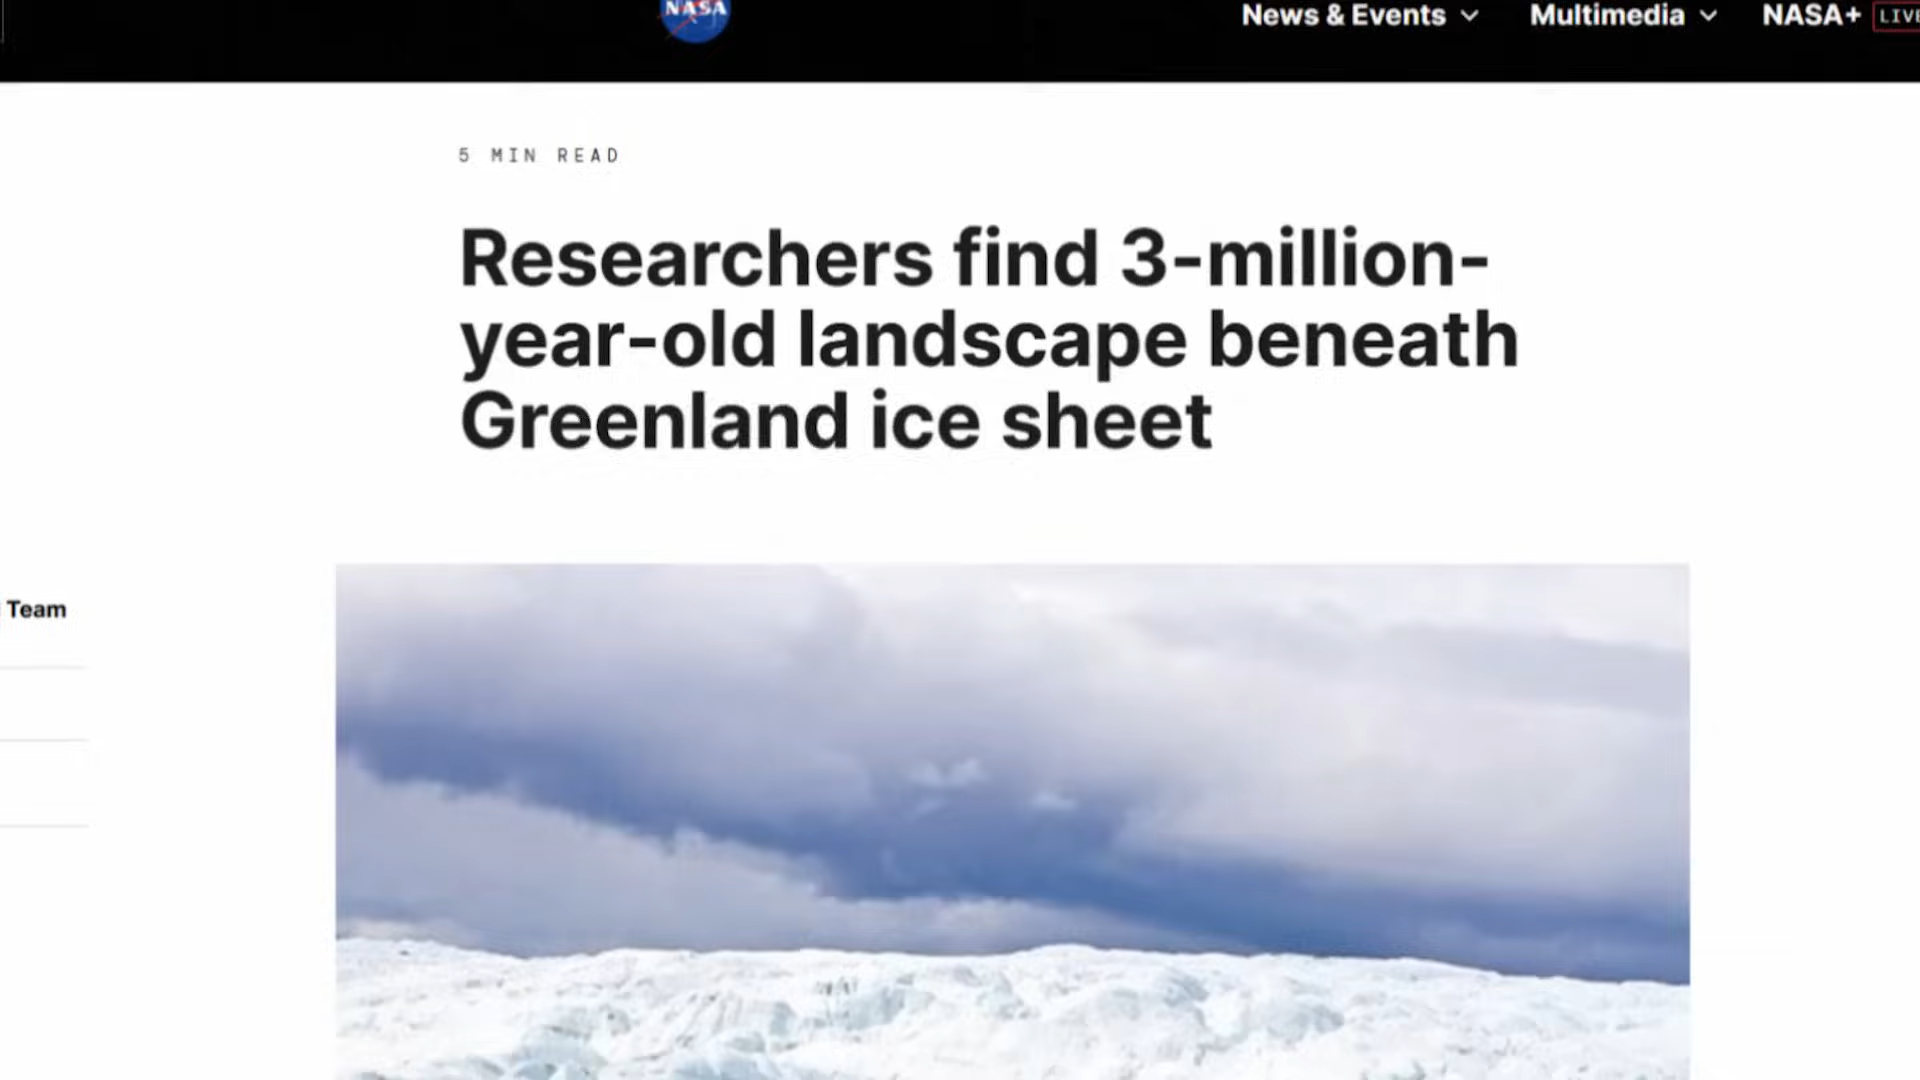 NASA
News & Events
Multimedia
NASA+
LIVE
5 MIN READ
Researchers find 3-million-
year-old landscape beneath
Greenland ice sheet
Team